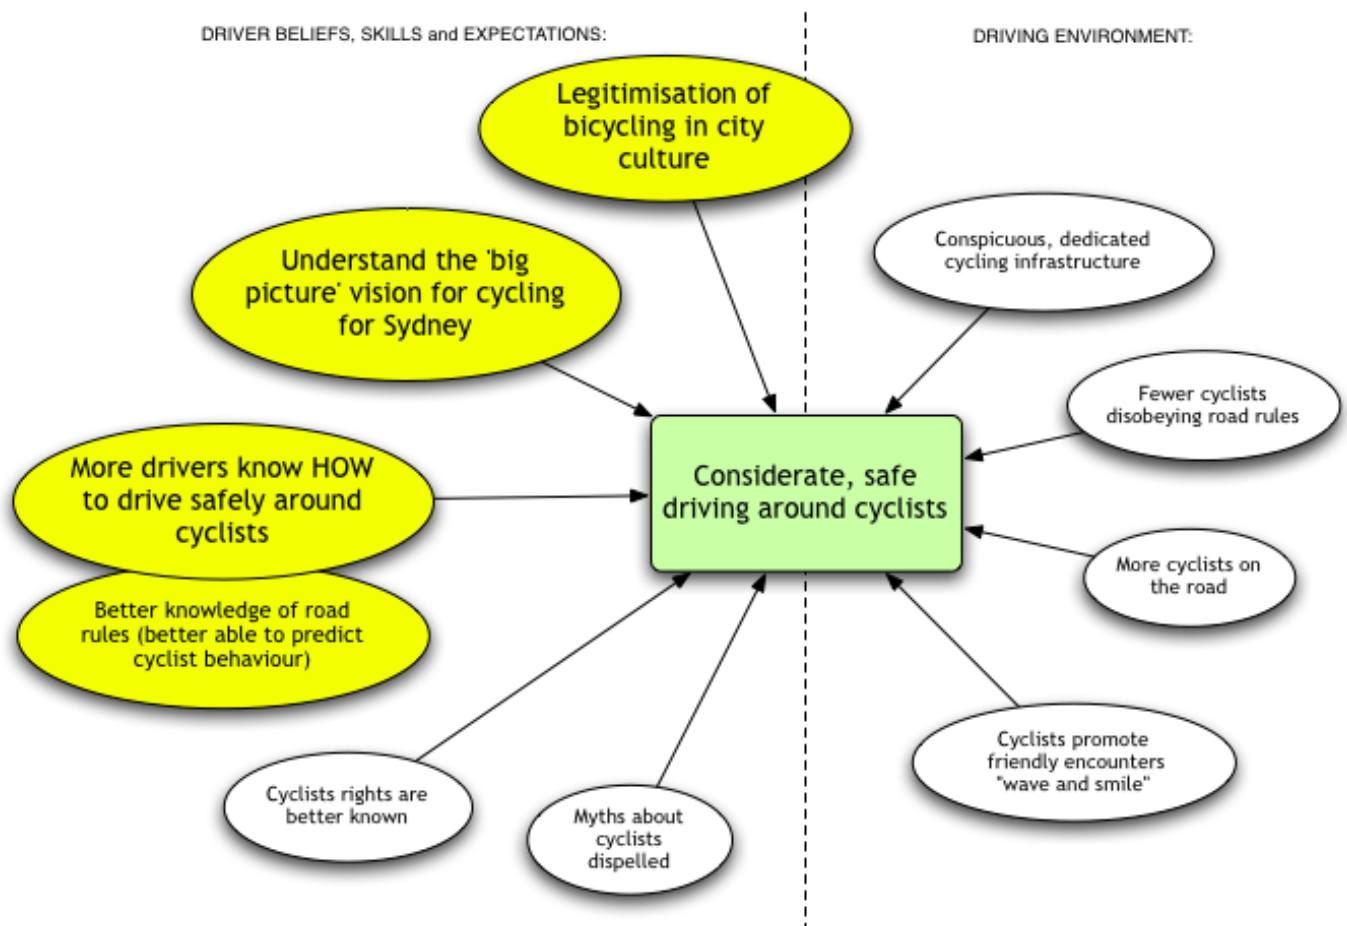 DRIVER BELIEFS, SKILLS and EXPECTATIONS:
DRIVING ENVIRONMENT:
Legitimisation of
bicycling in city
culture
Understand the 'big
picture' vision for cycling
for Sydney
More drivers know HOW
to drive safely around
cyclists
Better knowledge of road
rules (better able to predict
cyclist behaviour)
Cyclists rights are
better known
Myths about
cyclists
dispelled
Considerate, safe
driving around cyclists
Conspicuous, dedicated
cycling infrastructure
Fewer cyclists
disobeying road rules
More cyclists on
the road
Cyclists promote
friendly encounters
"wave and smile"